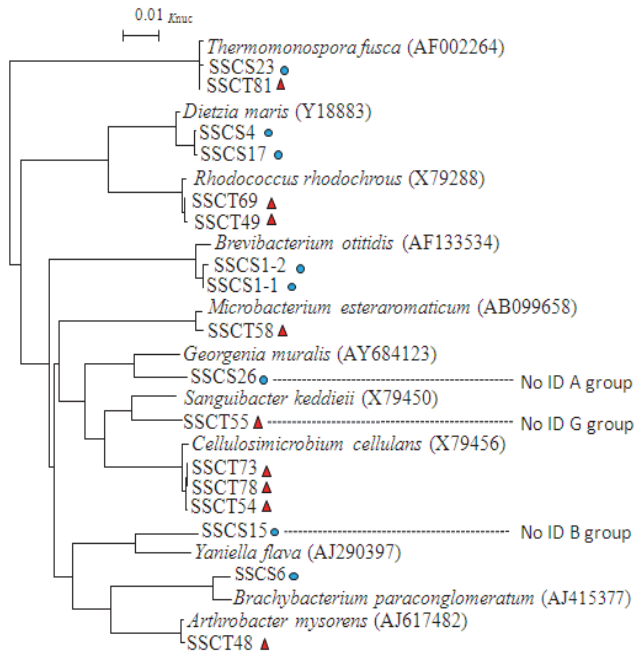 0.01 Knuc
Thermomonospora fusca (AF002264)
SSCS23
SSCT81
Dietzia maris (Y18883)
SSCS4
SSCS17
Rhodococcus rhodochrous (X79288)
SSCT69
SSCT49
Brevibacterium otitidis (AF133534)
SSCS1-2
SSCS1-1
Microbacterium esteraromaticum (AB099658)
SSCT58
Georgenia muralis (AY684123)
SSCS26 No ID A group
Sanguibacter keddieii (X79450)
SSCT55 No ID G group
Cellulosimicrobium cellulans (X79456)
SSCT73
SSCT78
SSCT54
SSCS15 No ID B group
Yaniella flava (AJ290397)
SSCS6
Brachybacterium paraconglomeratum (AJ415377)
Arthrobacter mysorens (AJ617482)
SSCT48